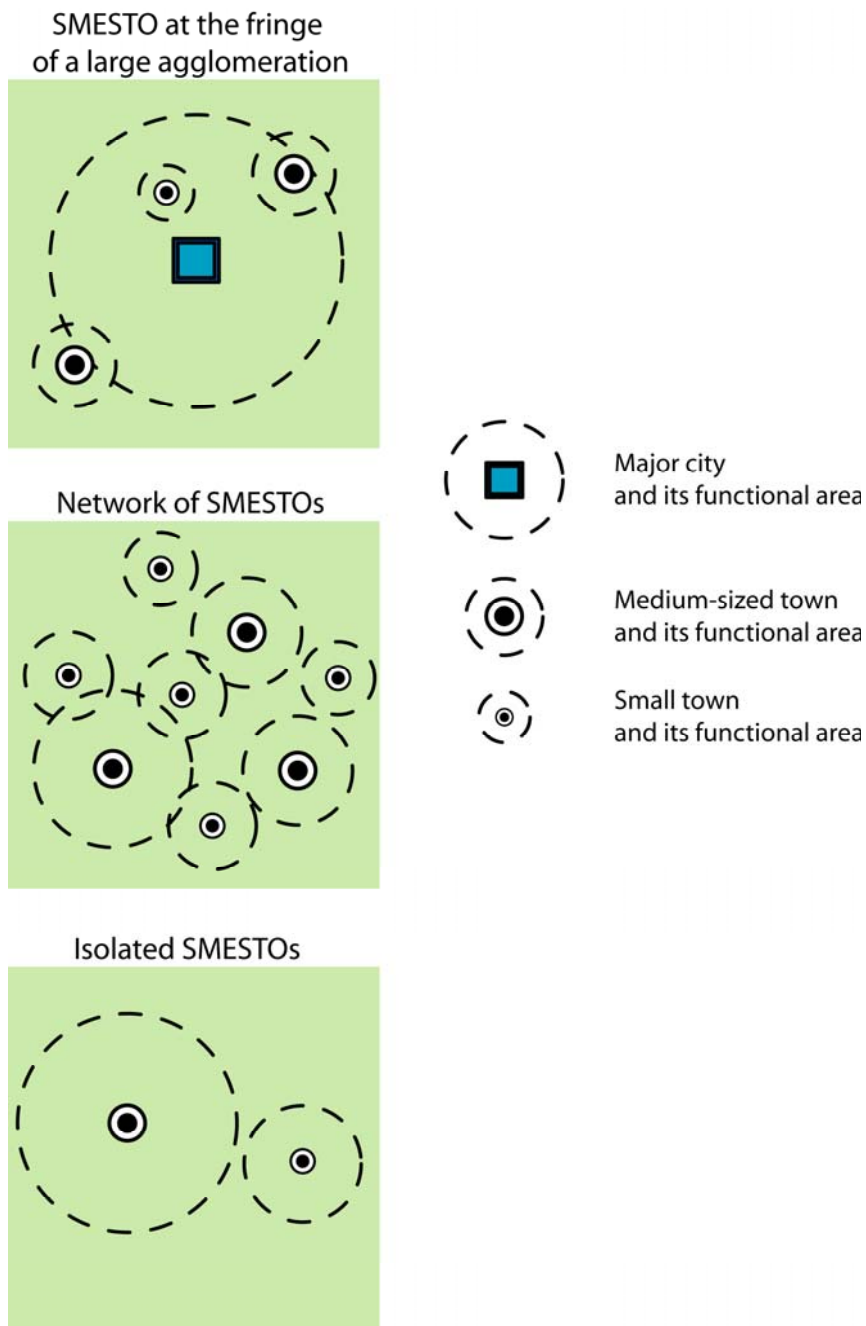 SMESTO at the fringe
of a large agglomeration
Network of SMESTOs
Isolated SMESTOs
Major city
and its functional area
Medium-sized town
and its functional area
Small town
and its functional area